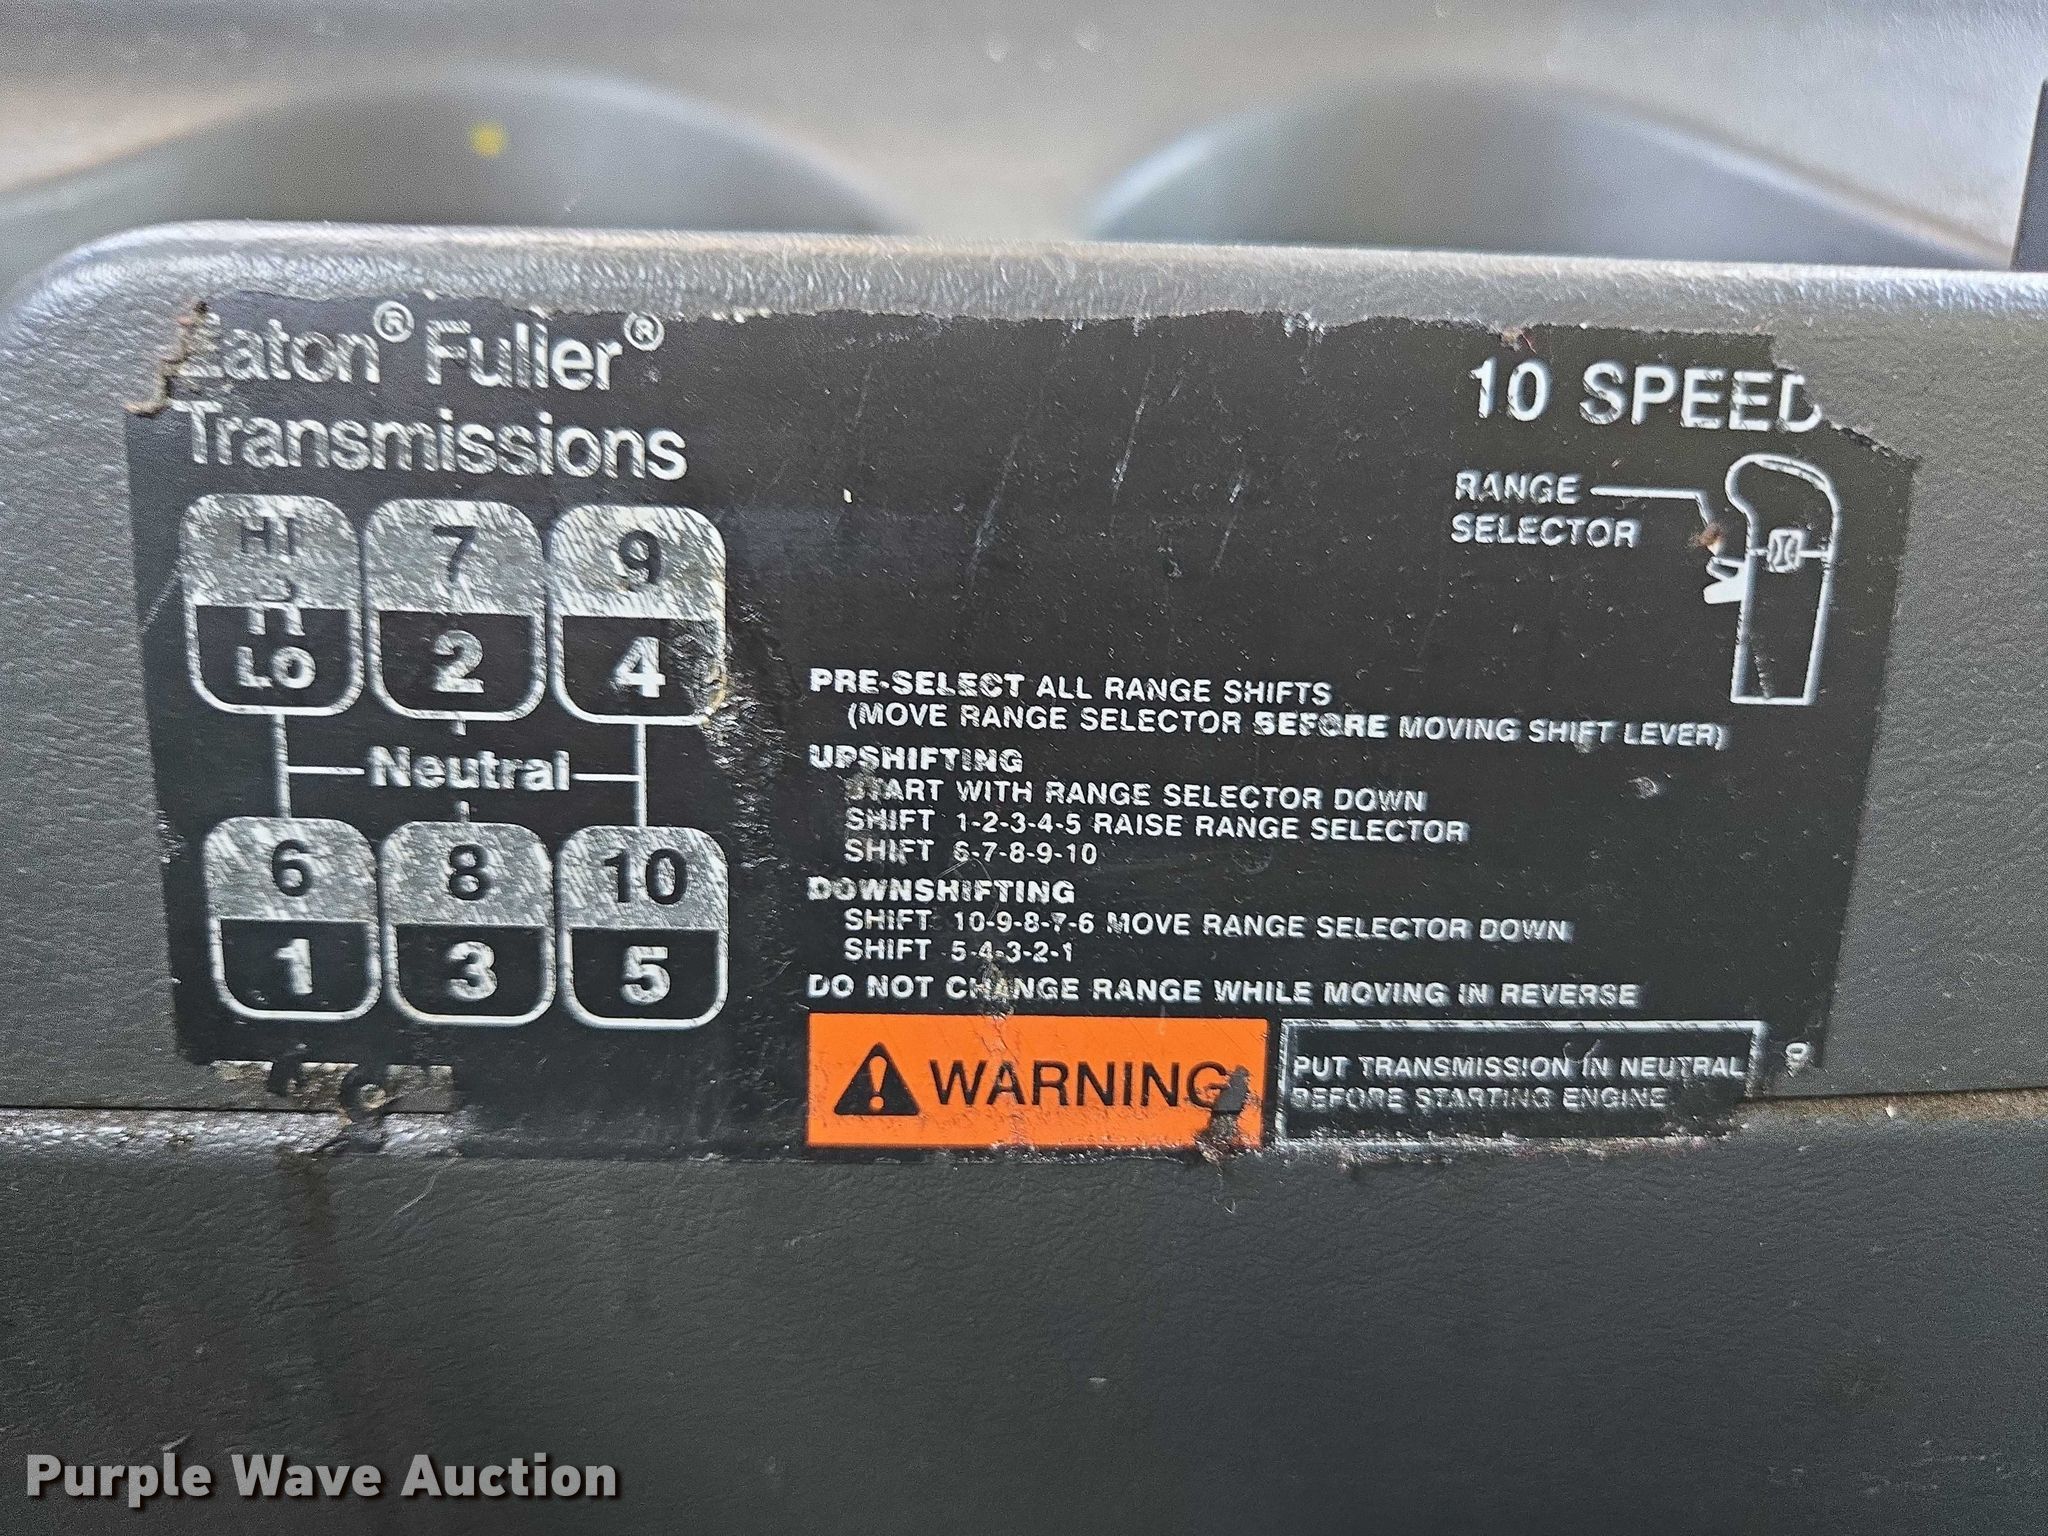 Eaton® Fuller®
Transmissions
10 SPEED
RANGE
SELECTOR
HI
R
LO
7
2
9
4
Neutral
6
1
8
3
10
5
PRE-SELECT ALL RANGE SHIFTS
(MOVE RANGE SELECTOR BEFORE MOVING SHIFT LEVER)
UPSHIFTING
START WITH RANGE SELECTOR DOWN
SHIFT 1-2-3-4-5 RAISE RANGE SELECTOR
SHIFT 6-7-8-9-10
DOWNSHIFTING
SHIFT 10-9-8-7-6 MOVE RANGE SELECTOR DOWN
SHIFT 5-4-3-2-1
DO NOT CHANGE RANGE WHILE MOVING IN REVERSE
WARNING
PUT TRANSMISSION IN NEUTRAL
BEFORE STARTING ENGINE
Purple Wave Auction